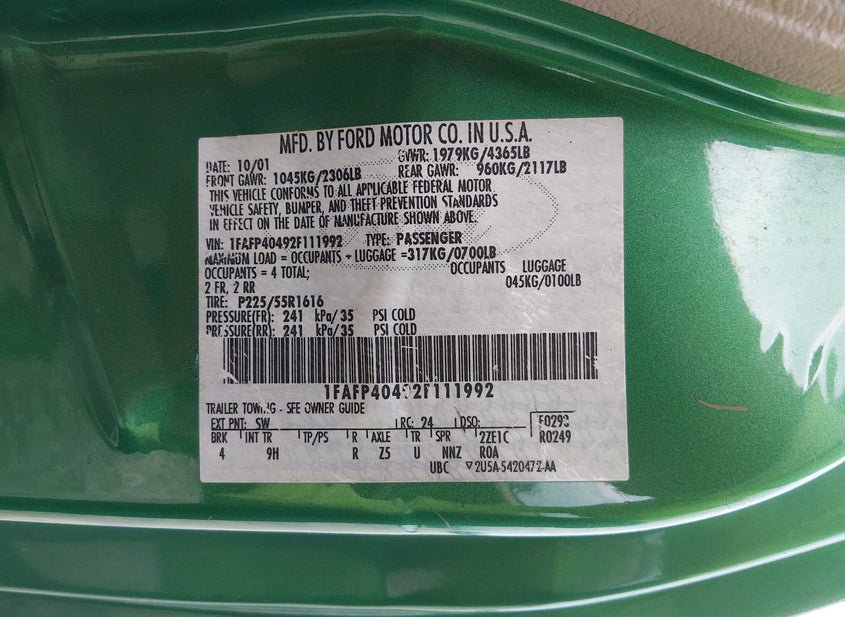 MFD. BY FORD MOTOR CO. IN U.S.A.
DATE: 10/01 GVWR: 1979KG/4365LB
FRONT GAWR: 1045KG/2306LB REAR GAWR: 960KG/2117LB
THIS VEHICLE CONFORMS TO ALL APPLICABLE FEDERAL MOTOR
VEHICLE SAFETY, BUMPER, AND THEFT PREVENTION STANDARDS
IN EFFECT ON THE DATE OF MANUFACTURE SHOWN ABOVE.
VIN: 1FAFP40492F111992 TYPE: PASSENGER
MAXIMUM LOAD = OCCUPANTS + LUGGAGE =317KG/0700LB
OCCUPANTS = 4 TOTAL; OCCUPANTS LUGGAGE
2 FR, 2 RR 045KG/0100LB
TIRE: P225/55R1616
PRESSURE(FR): 241 kPa/35 PSI COLD
PRESSURE(RR): 241 kPa/35 PSI COLD
1FAFP40492F111992
TRAILER TOWING - SEE OWNER GUIDE
EXT PNT: SW RC: 24 DSO: F0293
BRK INT TR TP/PS R AXLE TR SPR 2ZE1C R0249
4 9H R Z5 U NNZ ROA
UBC 2U5A-5420472-AA